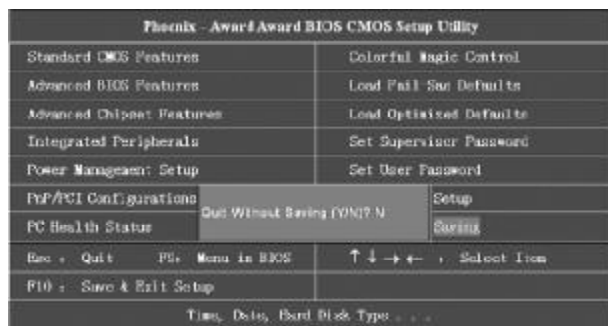 Phoenix – Award Award BIOS CMOS Setup Utility
Standard CMOS Features
Colorful Magic Control
Advanced BIOS Features
Load Fail Sae Defaults
Advanced Chipset Features
Load Optimized Defaults
Integrated Peripherals
Set Supervisor Password
Power Management Setup
Set User Password
PnP/PCI Configurations
Setup
Quit Without Saving (Y/N)? N
PC Health Status
Saving
Esc : Quit F5: Menu in BIOS ↑ ↓ → ← : Select Item
F10 : Save & Exit Setup
Time, Date, Hard Disk Type . . .